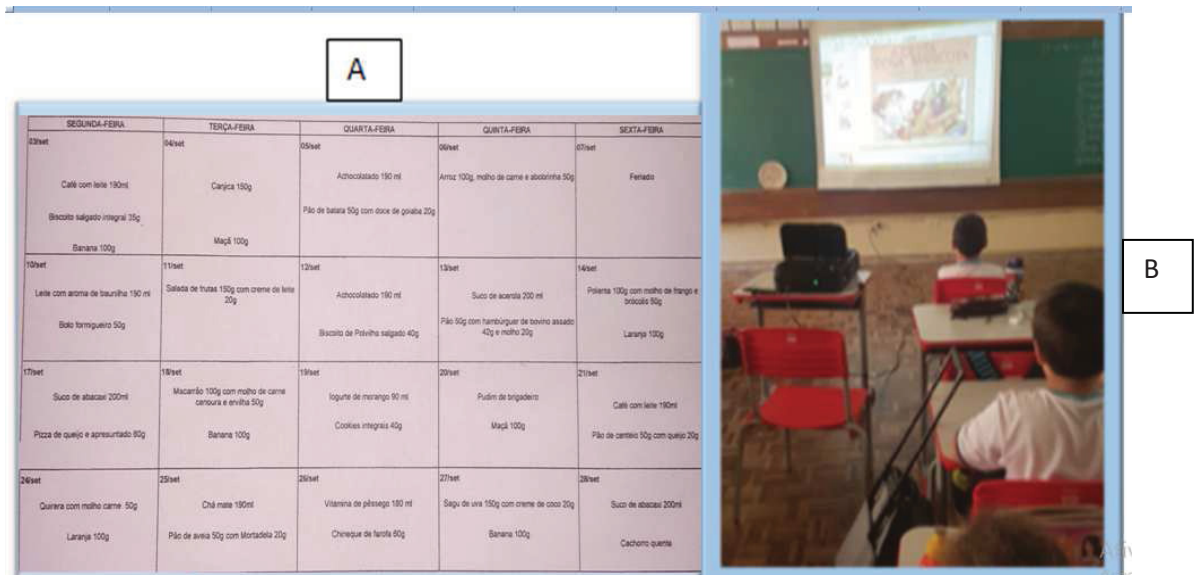 A
SEGUNDA-FEIRA TERÇA-FEIRA QUARTA-FEIRA QUINTA-FEIRA SEXTA-FEIRA
03/set 04/set 05/set 06/set 07/set
Café com leite 190ml
Biscoito salgado integral 35g
Banana 100g
Canjica 150g
Maçã 100g
Achocolatado 190 ml
Pão de batata 50g com doce de goiaba 20g
Arroz 100g, molho de carne e abobrinha 50g
Feriado
10/set 11/set 12/set 13/set 14/set
Leite com aroma de baunilha 190 ml
Bolo formigueiro 50g
Salada de frutas 150g com creme de leite
20g
Achocolatado 190 ml
Biscoito de Polvilho salgado 40g
Suco de acerola 200 ml
Pão 50g com hambúrguer de bovino assado
42g e molho 20g
Polenta 100g com molho de frango e
brócolis 50g
Laranja 100g
17/set 18/set 19/set 20/set 21/set
Suco de abacaxi 200ml
Pizza de queijo e apresuntado 80g
Macarrão 100g com molho de carne
cenoura e ervilha 50g
Banana 100g
Iogurte de morango 90 ml
Cookies integrais 40g
Pudim de brigadeiro
Maçã 100g
Café com leite 190ml
Pão de centeio 50g com queijo 20g
24/set 25/set 26/set 27/set 28/set
Quirera com molho carne 50g
Laranja 100g
Chá mate 190ml
Pão de aveia 50g com Mortadela 20g
Vitamina de pêssego 180 ml
Chineque de farofa 60g
Sagu de uva 150g com creme de coco 20g
Banana 100g
Suco de abacaxi 200ml
Cachorro quente
B